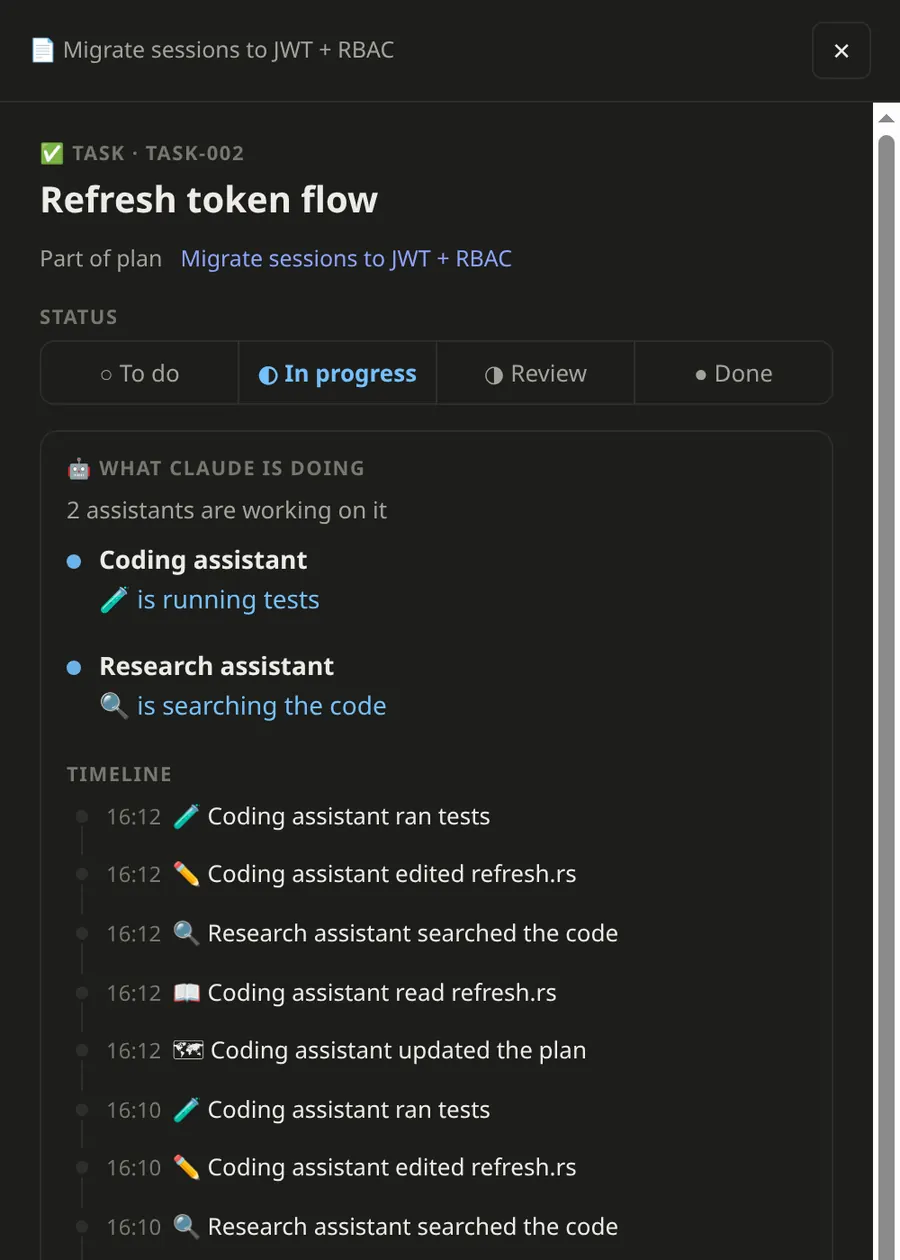 📄 Migrate sessions to JWT + RBAC
✕
✅ TASK · TASK-002
Refresh token flow
Part of plan Migrate sessions to JWT + RBAC
STATUS
○ To do ◐ In progress ◑ Review ● Done
🤖 WHAT CLAUDE IS DOING
2 assistants are working on it
Coding assistant
🧪 is running tests
Research assistant
🔍 is searching the code
TIMELINE
16:12 🧪 Coding assistant ran tests
16:12 ✏️ Coding assistant edited refresh.rs
16:12 🔍 Research assistant searched the code
16:12 📖 Coding assistant read refresh.rs
16:12 🗺 Coding assistant updated the plan
16:10 🧪 Coding assistant ran tests
16:10 ✏️ Coding assistant edited refresh.rs
16:10 🔍 Research assistant searched the code